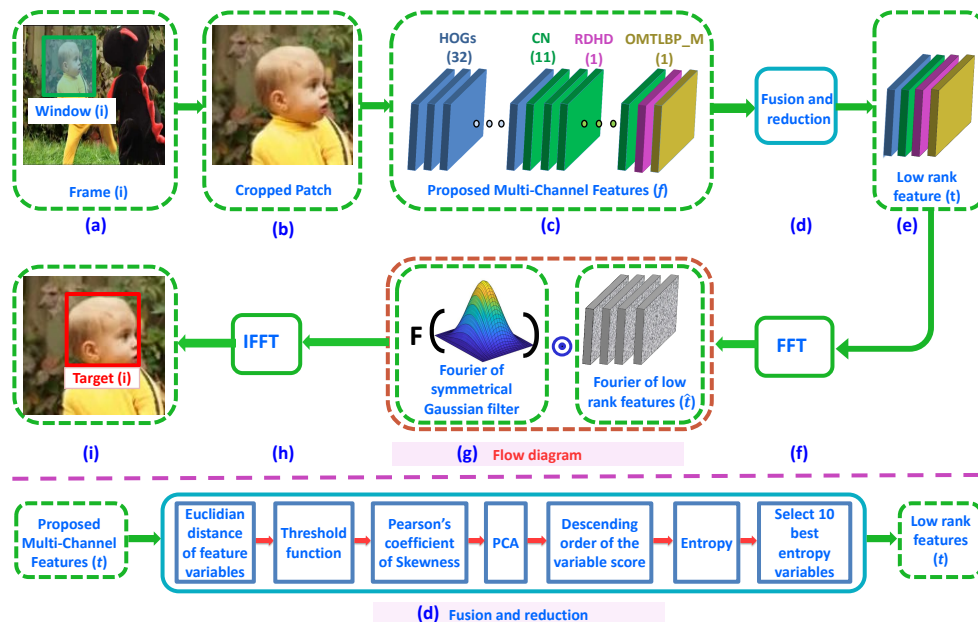 Window (i)
Frame (i)
(a)
Cropped Patch
(b)
HOGs
(32)
CN
(11)
RDHD
(1)
OMTLBP_M
(1)
Proposed Multi-Channel Features (f)
(c)
Fusion and
reduction
(d)
Low rank
feature (t)
(e)
Target (i)
(i)
IFFT
(h)
F
(
)
Fourier of
symmetrical
Gaussian filter
Fourier of low
rank features (t̂)
(g)
Flow diagram
FFT
(f)
Proposed
Multi-Channel
Features (t)
Euclidian
distance
of feature
variables
Threshold
function
Pearson's
coefficient
of Skewness
PCA
Descending
order of the
variable score
Entropy
Select 10
best
entropy
variables
Low rank
features
(t)
(d) Fusion and reduction